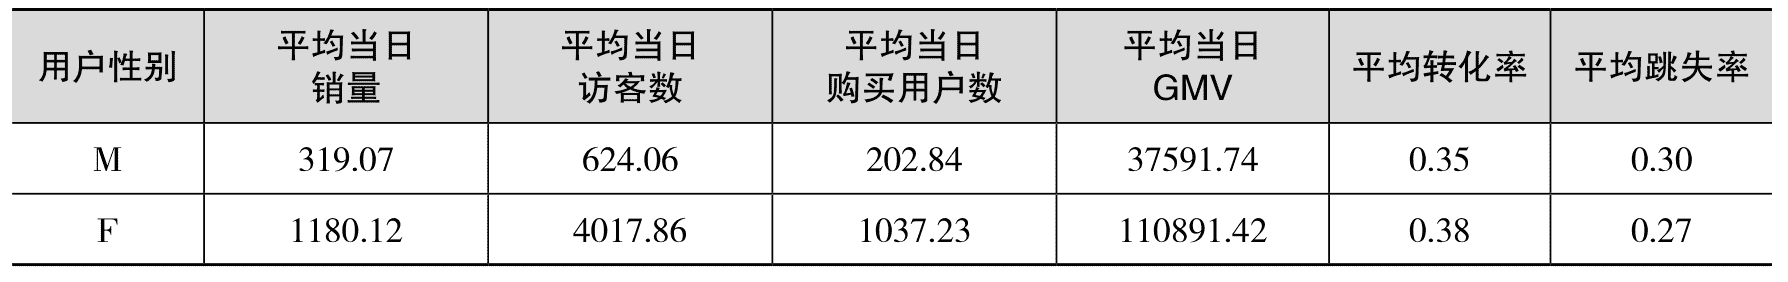 用户性别 平均当日销量 平均当日访客数 平均当日购买用户数 平均当日GMV 平均转化率 平均跳失率
M 319.07 624.06 202.84 37591.74 0.35 0.30
F 1180.12 4017.86 1037.23 110891.42 0.38 0.27